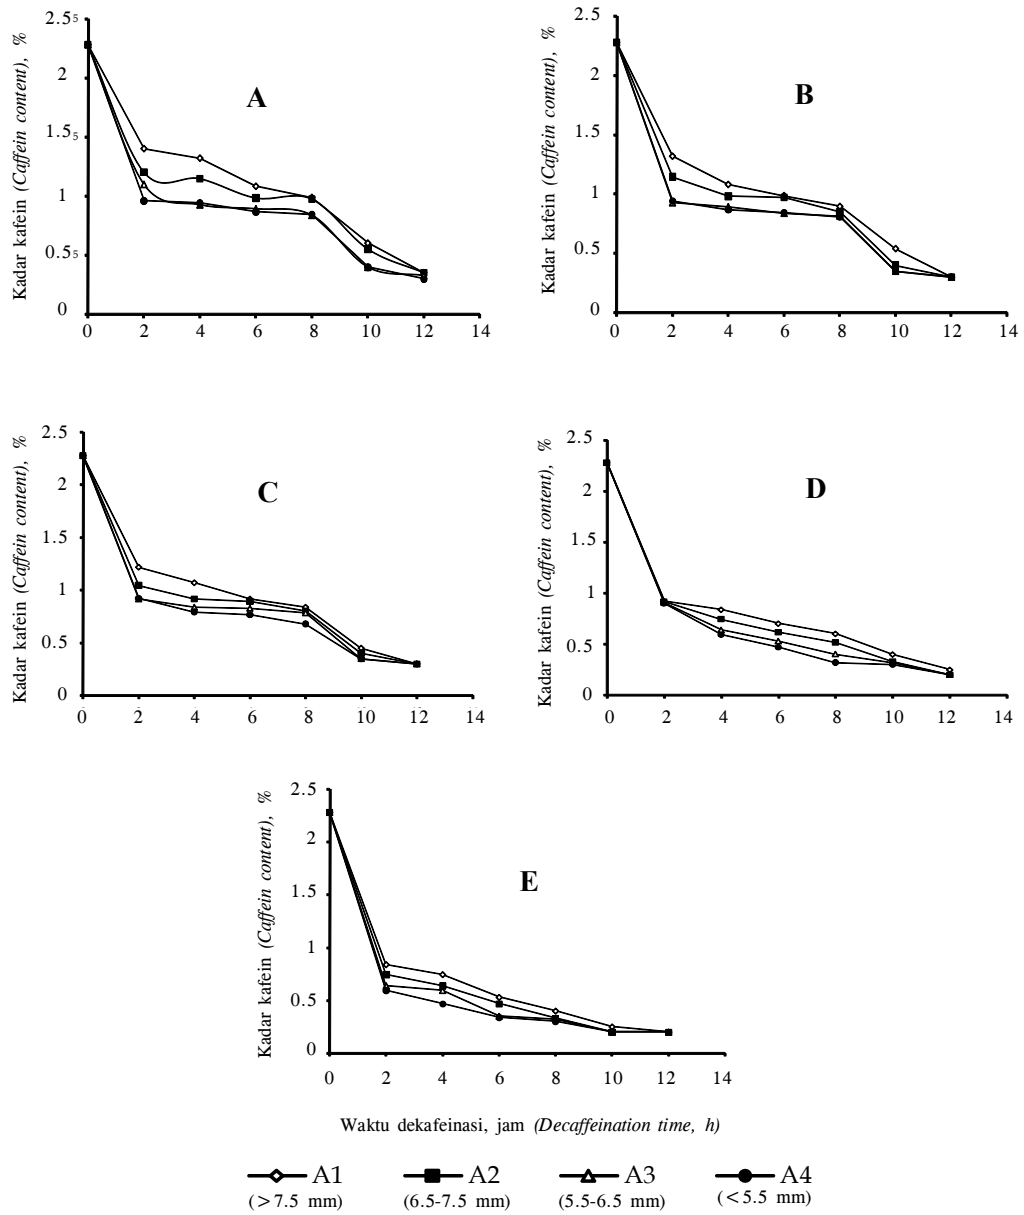 Kadar kafein (Caffein content), %
2.55
2
1.55
1
0.55
0
0 2 4 6 8 10 12 14
A
Kadar kafein (Caffein content), %
2.5
2
1.5
1
0.5
0
0 2 4 6 8 10 12 14
B
Kadar kafein (Caffein content), %
2.5
2
1.5
1
0.5
0
0 2 4 6 8 10 12 14
C
Kadar kafein (Caffein content), %
2.5
2
1.5
1
0.5
0
0 2 4 6 8 10 12 14
D
Kadar kafein (Caffein content), %
2.5
2
1.5
1
0.5
0
0 2 4 6 8 10 12 14
E
Waktu dekafeinasi, jam (Decaffeination time, h)
A1 A2 A3 A4
(>7.5 mm) (6.5-7.5 mm) (5.5-6.5 mm) (<5.5 mm)